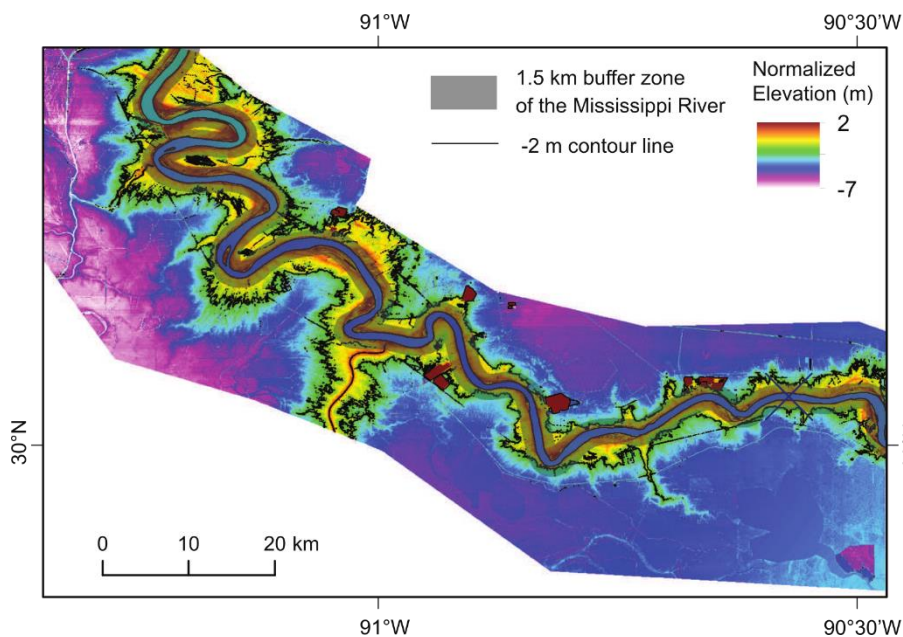 91°W
90°30'W
1.5 km buffer zone
of the Mississippi River
-2 m contour line
Normalized
Elevation (m)
2
-7
30°N
0 10 20 km
91°W
90°30'W